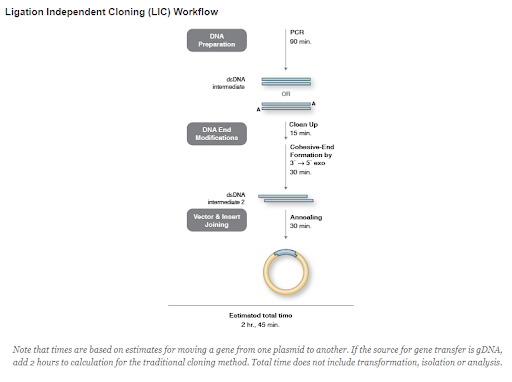 Ligation Independent Cloning (LIC) Workflow
DNA
Preparation
PCR
90 min.
dsDNA
intermediate
OR
A
A
Clean Up
15 min.
DNA End
Modifications
Cohesive-End
Formation by
3´ → 5´ exo
30 min.
dsDNA
intermediate 2
Vector & Insert
Joining
Annealing
30 min.
Estimated total time
2 hr., 45 min.
Note that times are based on estimates for moving a gene from one plasmid to another. If the source for gene transfer is gDNA,
add 2 hours to calculation for the traditional cloning method. Total time does not include transformation, isolation or analysis.